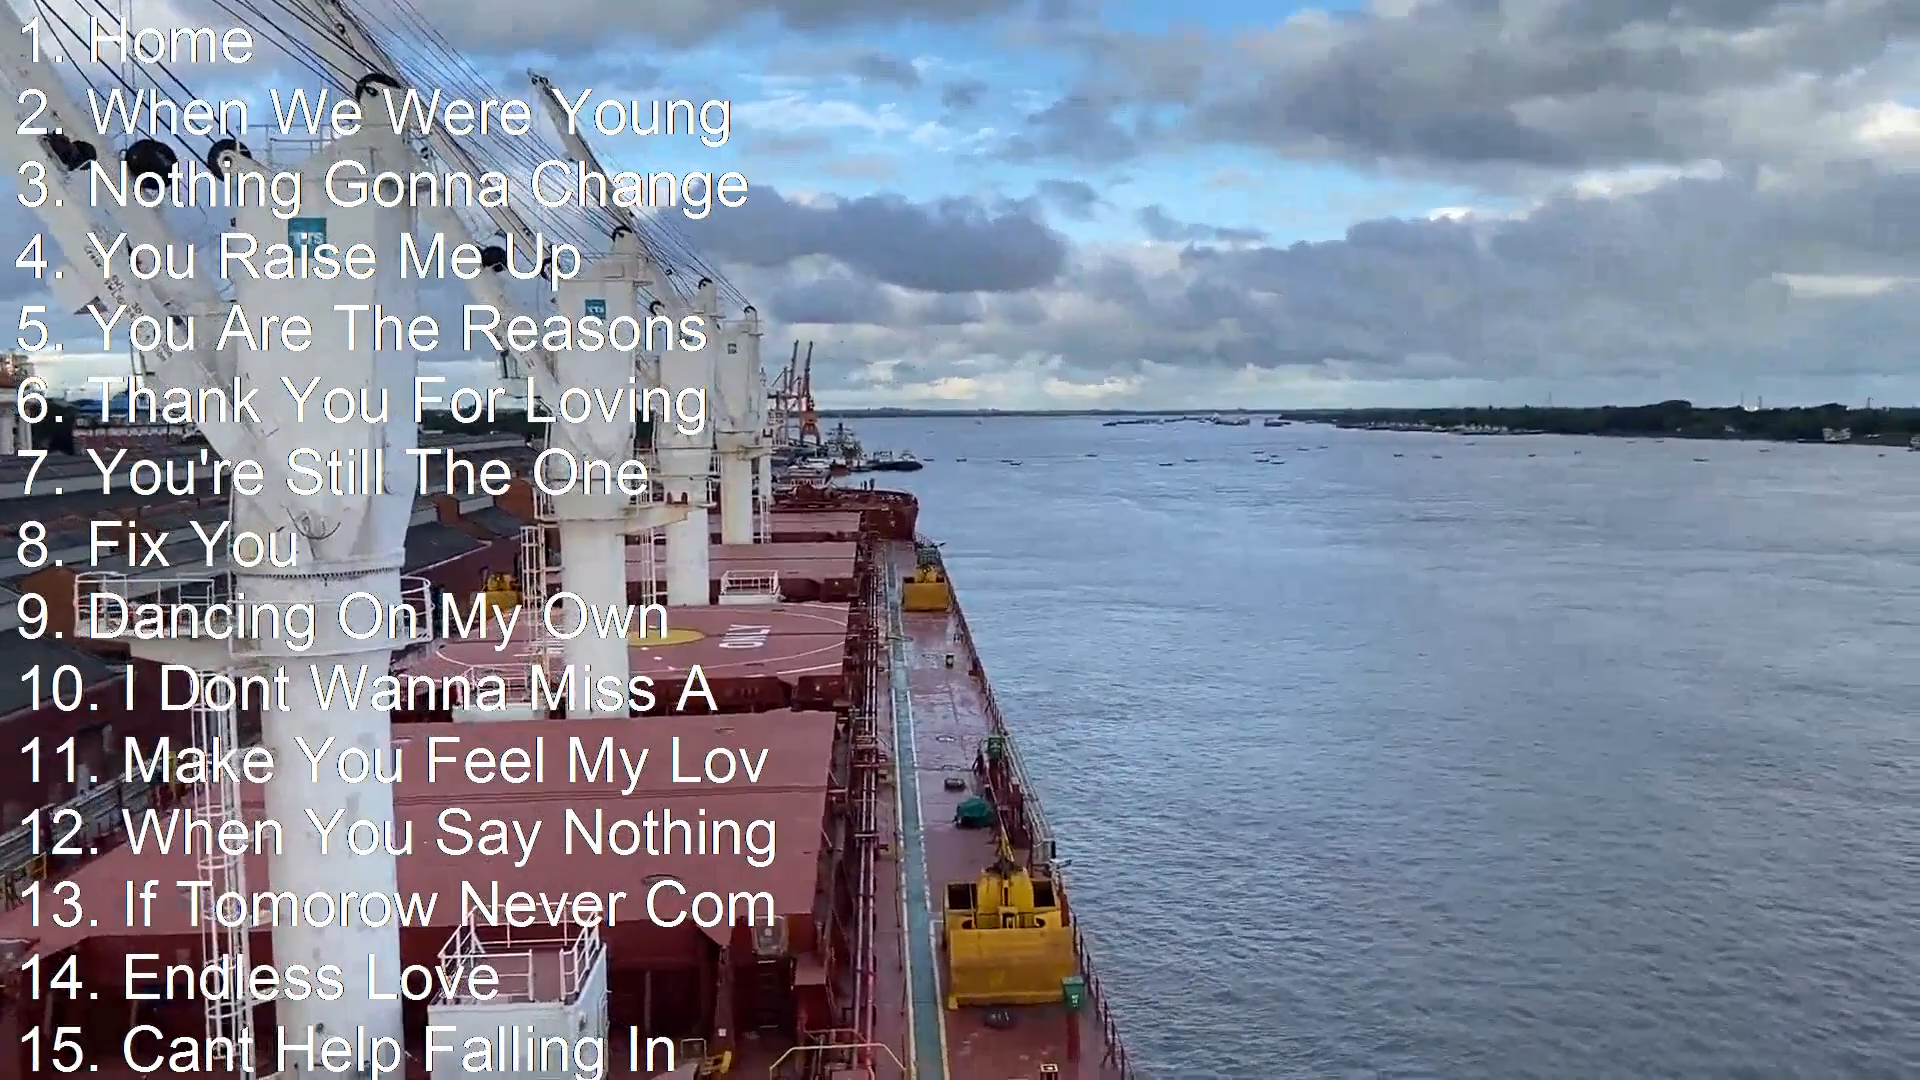 1. Home
2. When We Were Young
3. Nothing Gonna Change
4. You Raise Me Up
5. You Are The Reasons
6. Thank You For Loving
7. You're Still The One
8. Fix You
9. Dancing On My Own
10. I Dont Wanna Miss A
11. Make You Feel My Lov
12. When You Say Nothing
13. If Tomorow Never Com
14. Endless Love
15. Cant Help Falling In
TTS
TTS
ONLY